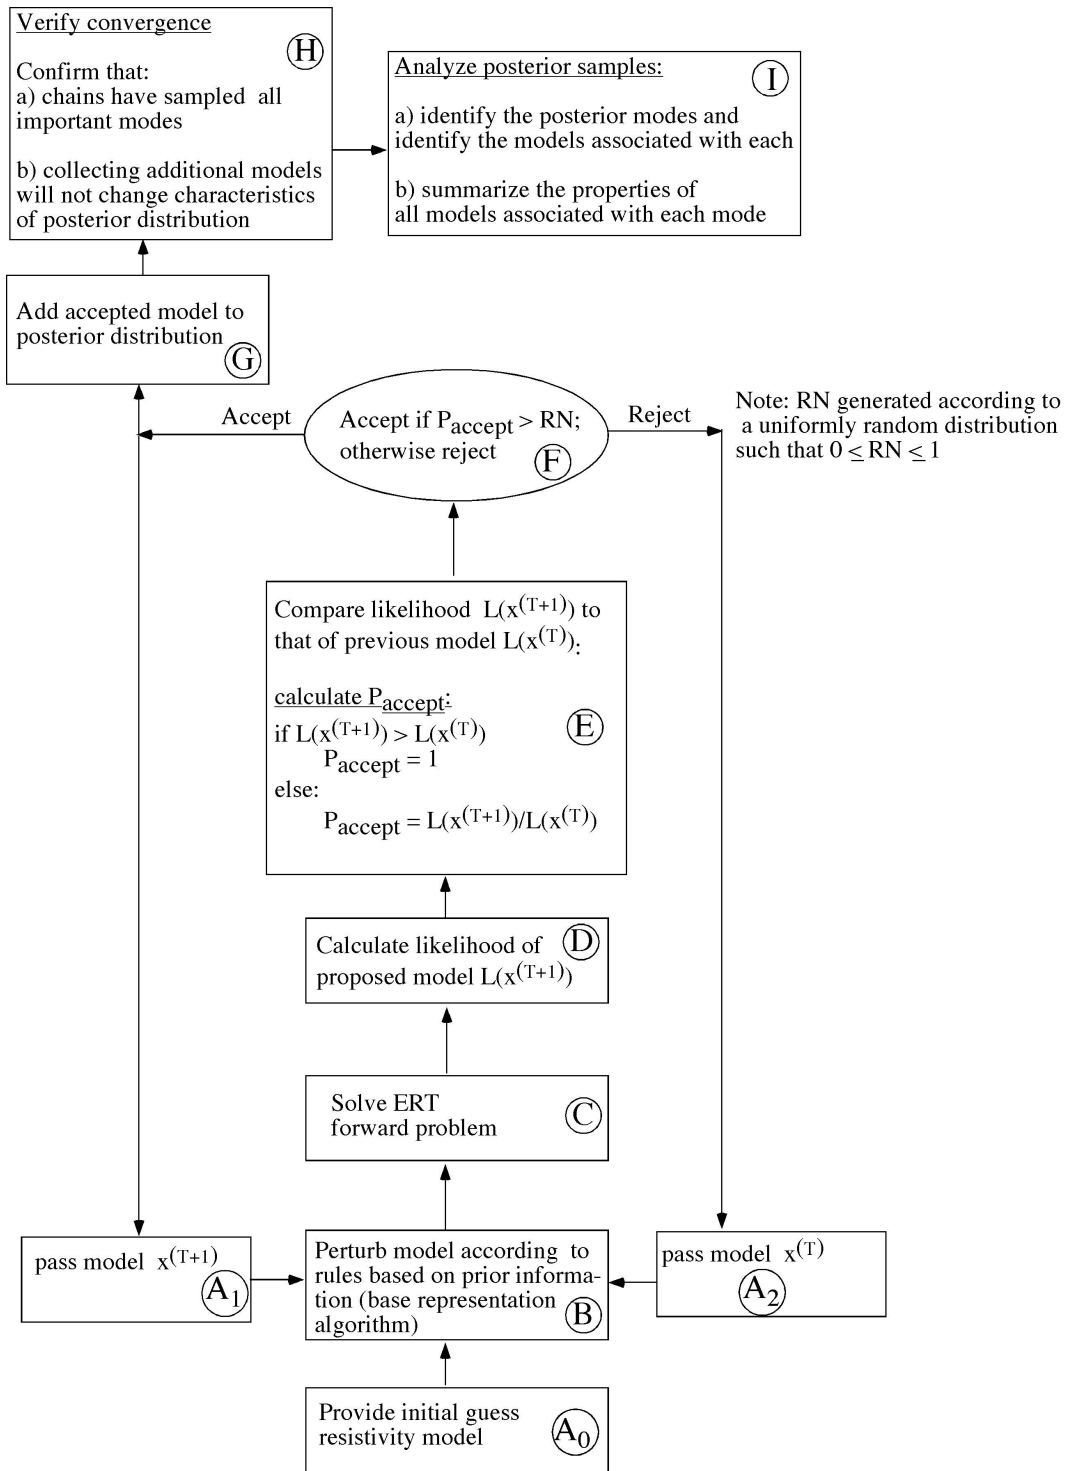 Verify convergence
H
Confirm that:
a) chains have sampled all
important modes
b) collecting additional models
will not change characteristics
of posterior distribution
Analyze posterior samples:
I
a) identify the posterior modes and
identify the models associated with each
b) summarize the properties of
all models associated with each mode
Add accepted model to
posterior distribution
G
Accept
Accept if Paccept > RN;
otherwise reject
F
Reject
Note: RN generated according to
a uniformly random distribution
such that 0 ≤ RN ≤ 1
Compare likelihood L(x(T+1)) to
that of previous model L(x(T)):
calculate Paccept:
if L(x(T+1)) > L(x(T))
Paccept = 1
else:
Paccept = L(x(T+1))/L(x(T))
E
Calculate likelihood of
proposed model L(x(T+1))
D
Solve ERT
forward problem
C
pass model x(T+1)
A1
Perturb model according to
rules based on prior informa-
tion (base representation
algorithm)
B
pass model x(T)
A2
Provide initial guess
resistivity model
A0